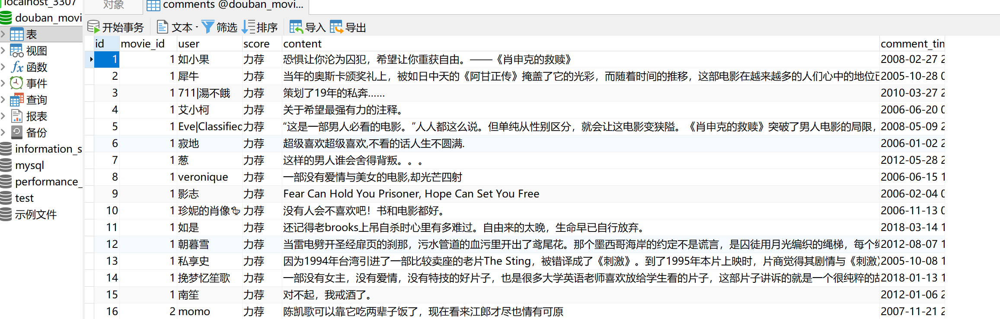 localhost_3307
douban_movi
表
视图
函数
事件
查询
报表
备份
information_s
mysql
performance_
test
示例文件
对象 comments @douban_movi...
开始事务 文本 筛选 排序 导入 导出
id movie_id user score content comment_tim
1 1 如小果 力荐 恐惧让你沦为囚犯，希望让你重获自由。——《肖申克的救赎》 2008-02-27 2
2 1 犀牛 力荐 当年的奥斯卡颁奖礼上，被如日中天的《阿甘正传》掩盖了它的光彩，而随着时间的推移，这部电影在越来越多的人们心中的地位已 2005-10-28 0
3 1 711|湯不餓 力荐 策划了19年的私奔…… 2010-03-27 2
4 1 艾小柯 力荐 关于希望最强有力的注释。 2006-06-20 0
5 1 Eve|Classified 力荐 “这是一部男人必看的电影。”人人都这么说。但单纯从性别区分，就会让这电影变狭隘。《肖申克的救赎》突破了男人电影的局限， 2008-05-09 2
6 1 寂地 力荐 超级喜欢超级喜欢,不看的话人生不圆满. 2006-01-02 2
7 1 葱 力荐 这样的男人谁会舍得背叛。。。 2012-05-28 2
8 1 veronique 力荐 一部没有爱情与美女的电影,却光芒四射 2006-06-15 1
9 1 影志 力荐 Fear Can Hold You Prisoner, Hope Can Set You Free 2006-02-04 0
10 1 珍妮的肖像🦤 力荐 没有人会不喜欢吧！书和电影都好。 2006-11-13 0
11 1 如是 力荐 还记得老brooks上吊自杀时心里有多难过。自由来的太晚，生命早已自行放弃。 2018-03-14 1
12 1 朝暮雪 力荐 当雷电劈开圣经扉页的刹那，污水管道的血污里开出了鸢尾花。那个墨西哥海岸的约定不是谎言，是囚徒用月光编织的绳梯，每个 2012-08-07 1
13 1 私享史 力荐 因为1994年台湾引进了一部比较卖座的老片The Sting，被错译成了《刺激》。到了1995年本片上映时，片商觉得其剧情与《刺激》 2005-10-08 1
14 1 挽梦忆笙歌 力荐 一部没有女主，没有爱情，没有特技的好片子，也是很多大学英语老师喜欢放给学生看的片子，这部片子讲诉的就是一个很纯粹的故 2018-01-13 1
15 1 南笙 力荐 对不起，我戒酒了。 2012-01-06 2
16 2 momo 力荐 陈凯歌可以靠它吃两辈子饭了，现在看来江郎才尽也情有可原 2007-11-21 2